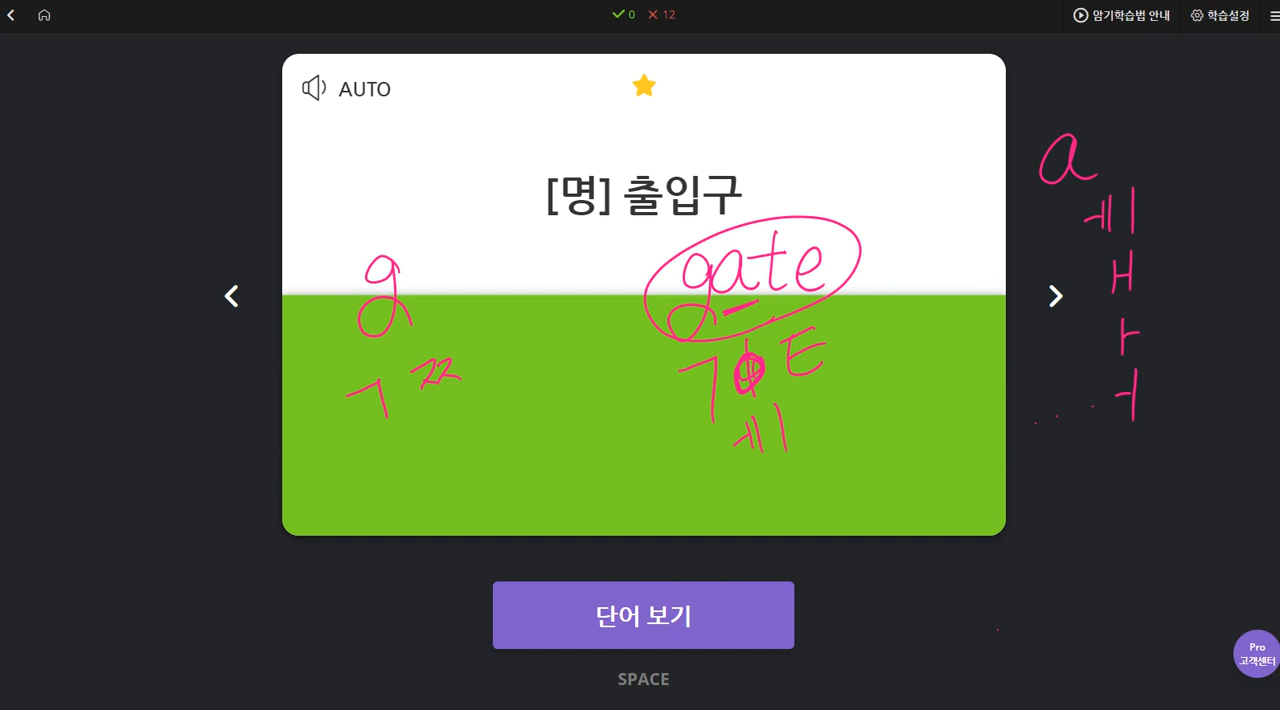 0 12
암기학습법 안내 학습설정
AUTO
[명] 출입구
a
ㅔ
ㅐ
ㅏ
ㅓ
g gate
ㄱ ㄲ
ㄱ ㅌ
ㅔ
단어 보기
SPACE
Pro
고객센터